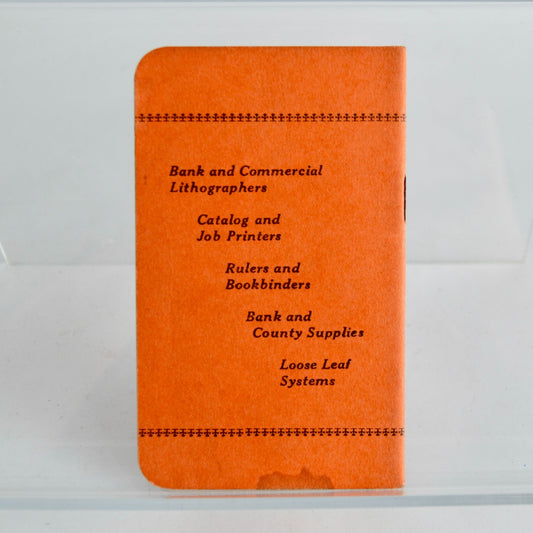 Bank and Commercial
Lithographers
Catalog and
Job Printers
Rulers and
Bookbinders
Bank and
County Supplies
Loose Leaf
Systems